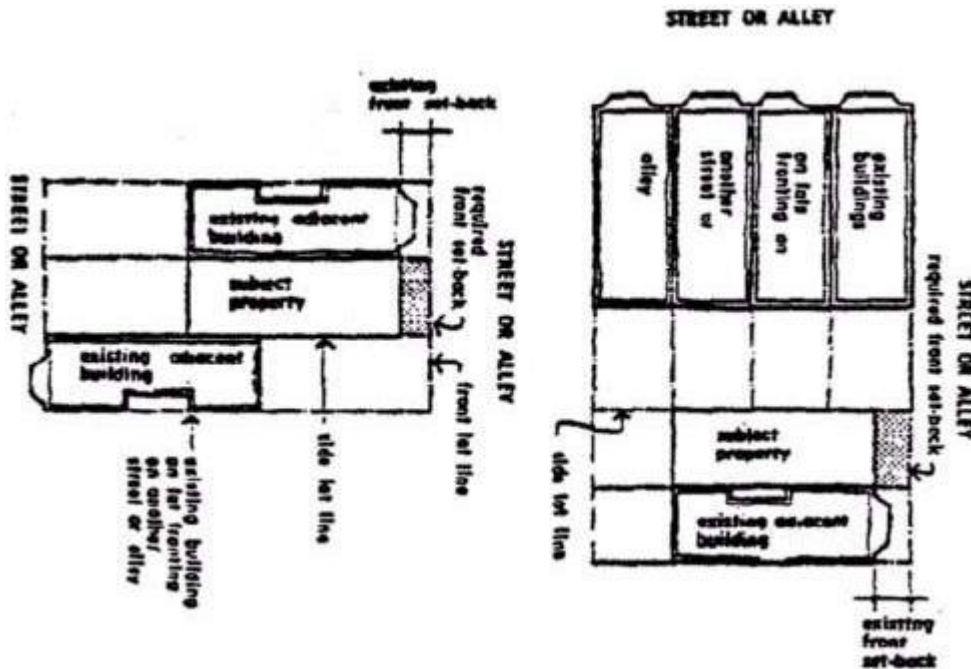 STREET OR ALLEY
existing
front set-back
required
front set-back
STREET OR ALLEY
STREET OR ALLEY
existing adjacent
building
subject
property
existing adjacent
building
front lot line
side lot line
existing building
on lot fronting
on another
street or alley
existing
buildings
on lots
fronting on
another
street or
alley
STREET OR ALLEY
required front set-back
subject
property
side lot line
existing adjacent
building
existing
front
set-back